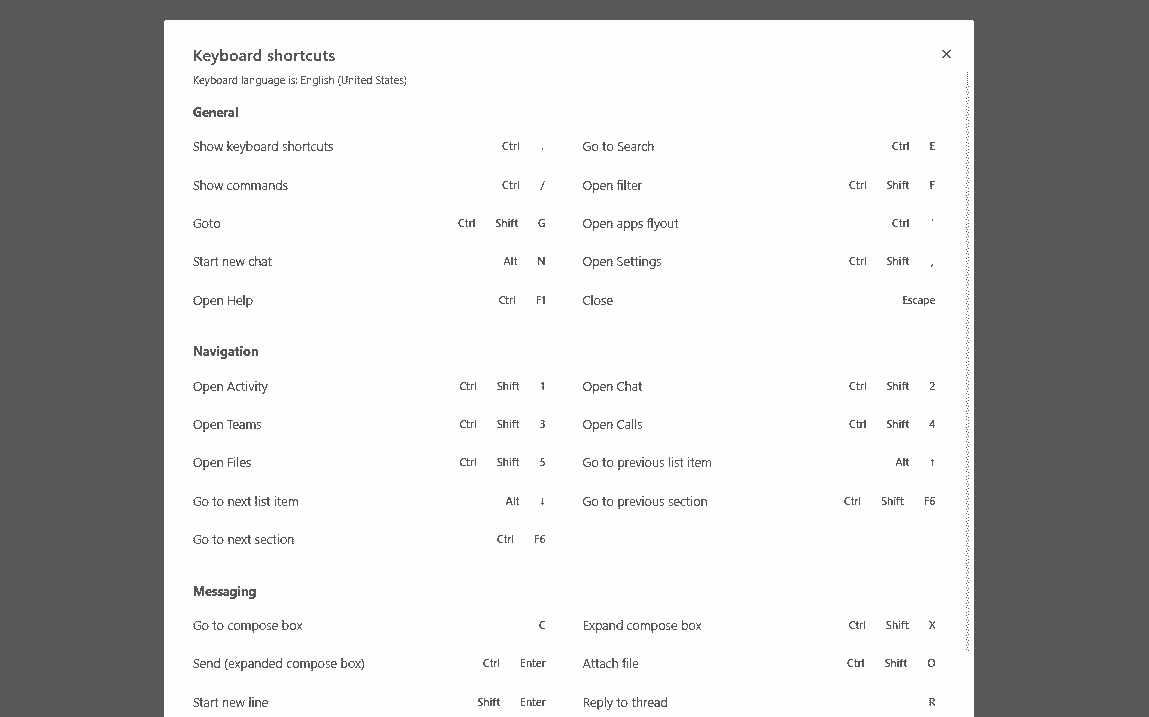 Keyboard shortcuts
Keyboard language is: English (United States)
General
Show keyboard shortcuts Ctrl . Go to Search Ctrl E
Show commands Ctrl / Open filter Ctrl Shift F
Goto Ctrl Shift G Open apps flyout Ctrl `
Start new chat Alt N Open Settings Ctrl Shift ,
Open Help Ctrl F1 Close Escape
Navigation
Open Activity Ctrl Shift 1 Open Chat Ctrl Shift 2
Open Teams Ctrl Shift 3 Open Calls Ctrl Shift 4
Open Files Ctrl Shift 5 Go to previous list item Alt ↑
Go to next list item Alt ↓ Go to previous section Ctrl Shift F6
Go to next section Ctrl F6
Messaging
Go to compose box C Expand compose box Ctrl Shift X
Send (expanded compose box) Ctrl Enter Attach file Ctrl Shift O
Start new line Shift Enter Reply to thread R